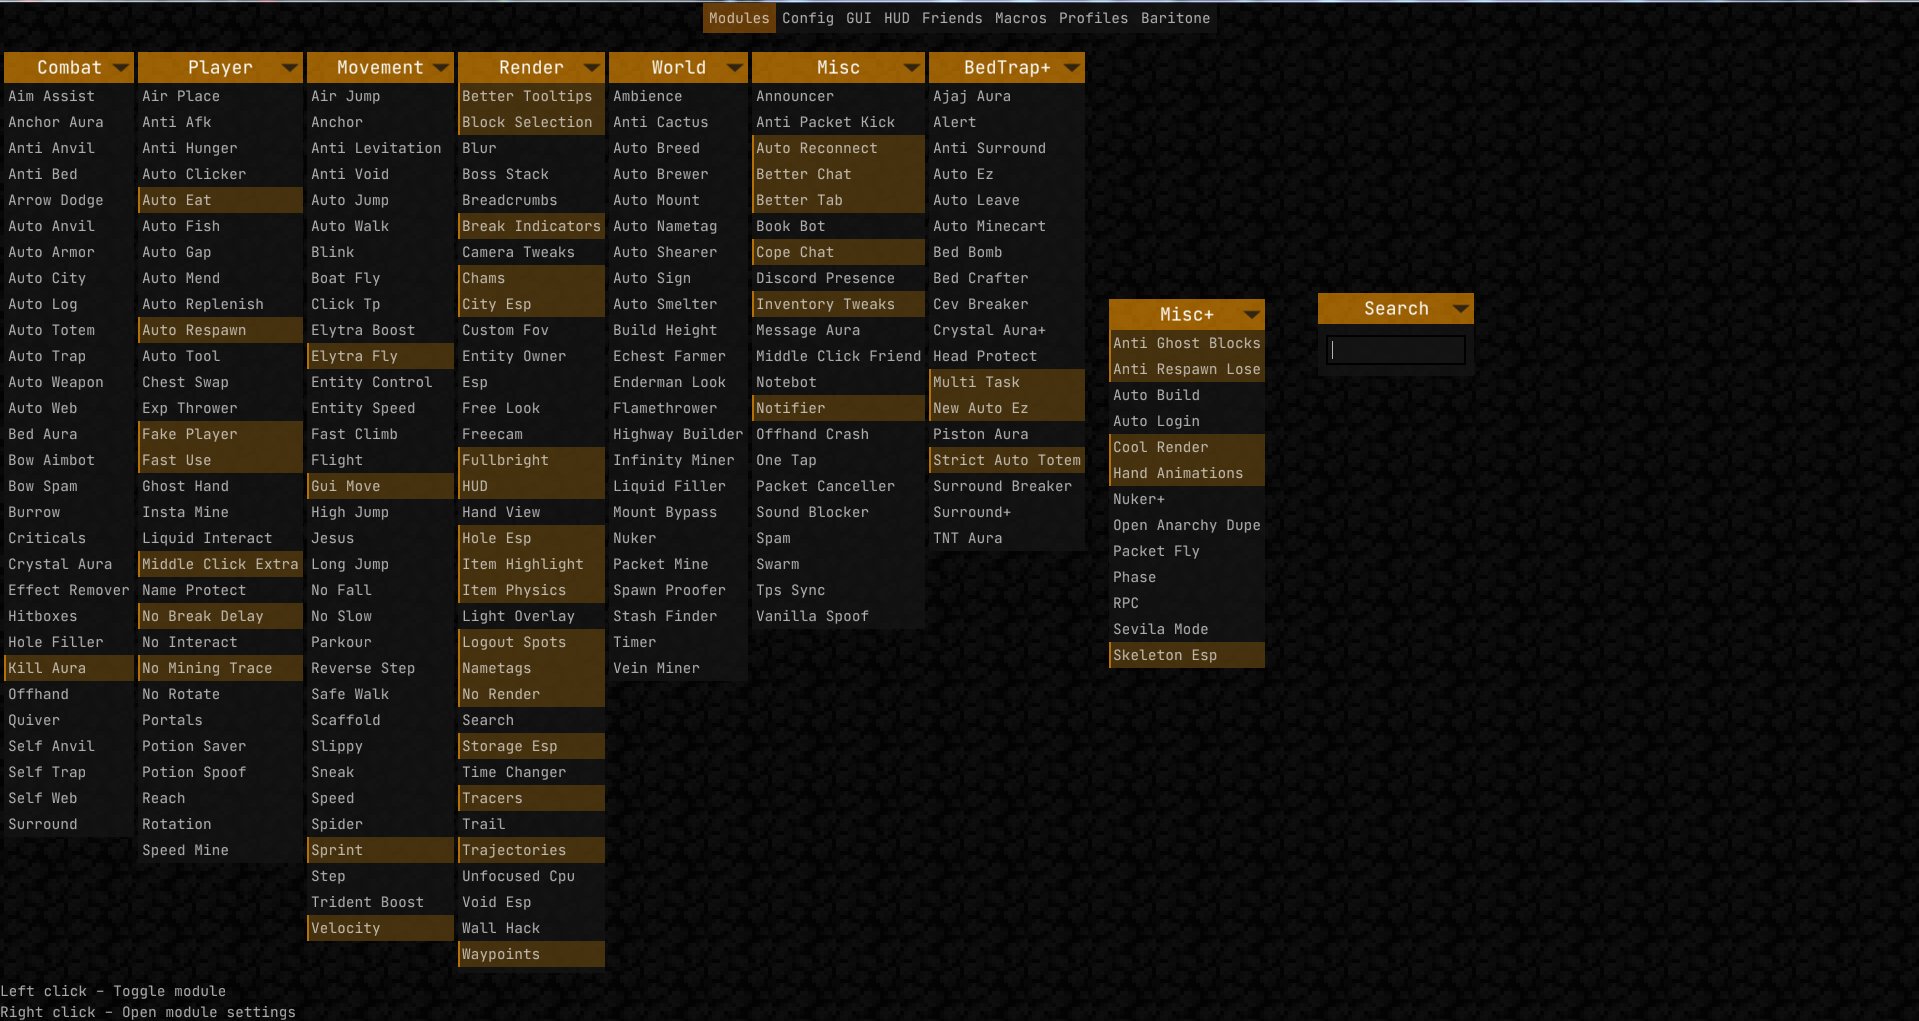 Modules Config GUI HUD Friends Macros Profiles Baritone
Combat
Aim Assist
Anchor Aura
Anti Anvil
Anti Bed
Arrow Dodge
Auto Anvil
Auto Armor
Auto City
Auto Log
Auto Totem
Auto Trap
Auto Weapon
Auto Web
Bed Aura
Bow Aimbot
Bow Spam
Burrow
Criticals
Crystal Aura
Effect Remover
Hitboxes
Hole Filler
Kill Aura
Offhand
Quiver
Self Anvil
Self Trap
Self Web
Surround
Player
Air Place
Anti Afk
Anti Hunger
Auto Clicker
Auto Eat
Auto Fish
Auto Gap
Auto Mend
Auto Replenish
Auto Respawn
Auto Tool
Chest Swap
Exp Thrower
Fake Player
Fast Use
Ghost Hand
Insta Mine
Liquid Interact
Middle Click Extra
Name Protect
No Break Delay
No Interact
No Mining Trace
No Rotate
Portals
Potion Saver
Potion Spoof
Reach
Rotation
Speed Mine
Movement
Air Jump
Anchor
Anti Levitation
Anti Void
Auto Jump
Auto Walk
Blink
Boat Fly
Click Tp
Elytra Boost
Elytra Fly
Entity Control
Entity Speed
Fast Climb
Flight
Gui Move
High Jump
Jesus
Long Jump
No Fall
No Slow
Parkour
Reverse Step
Safe Walk
Scaffold
Slippy
Sneak
Speed
Spider
Sprint
Step
Trident Boost
Velocity
Render
Better Tooltips
Block Selection
Blur
Boss Stack
Breadcrumbs
Break Indicators
Camera Tweaks
Chams
City Esp
Custom Fov
Entity Owner
Esp
Free Look
Freecam
Fullbright
HUD
Hand View
Hole Esp
Item Highlight
Item Physics
Light Overlay
Logout Spots
Nametags
No Render
Search
Storage Esp
Time Changer
Tracers
Trail
Trajectories
Unfocused Cpu
Void Esp
Wall Hack
Waypoints
World
Ambience
Anti Cactus
Auto Breed
Auto Brewer
Auto Mount
Auto Nametag
Auto Shearer
Auto Sign
Auto Smelter
Build Height
Echest Farmer
Enderman Look
Flamethrower
Highway Builder
Infinity Miner
Liquid Filler
Mount Bypass
Nuker
Packet Mine
Spawn Proofer
Stash Finder
Timer
Vein Miner
Misc
Announcer
Anti Packet Kick
Auto Reconnect
Better Chat
Better Tab
Book Bot
Cope Chat
Discord Presence
Inventory Tweaks
Message Aura
Middle Click Friend
Notebot
Notifier
Offhand Crash
One Tap
Packet Canceller
Sound Blocker
Spam
Swarm
Tps Sync
Vanilla Spoof
BedTrap+
Ajaj Aura
Alert
Anti Surround
Auto Ez
Auto Leave
Auto Minecart
Bed Bomb
Bed Crafter
Cev Breaker
Crystal Aura+
Head Protect
Multi Task
New Auto Ez
Piston Aura
Strict Auto Totem
Surround Breaker
Surround+
TNT Aura
Misc+
Anti Ghost Blocks
Anti Respawn Lose
Auto Build
Auto Login
Cool Render
Hand Animations
Nuker+
Open Anarchy Dupe
Packet Fly
Phase
RPC
Sevila Mode
Skeleton Esp
Search
Left click - Toggle module
Right click - Open module settings